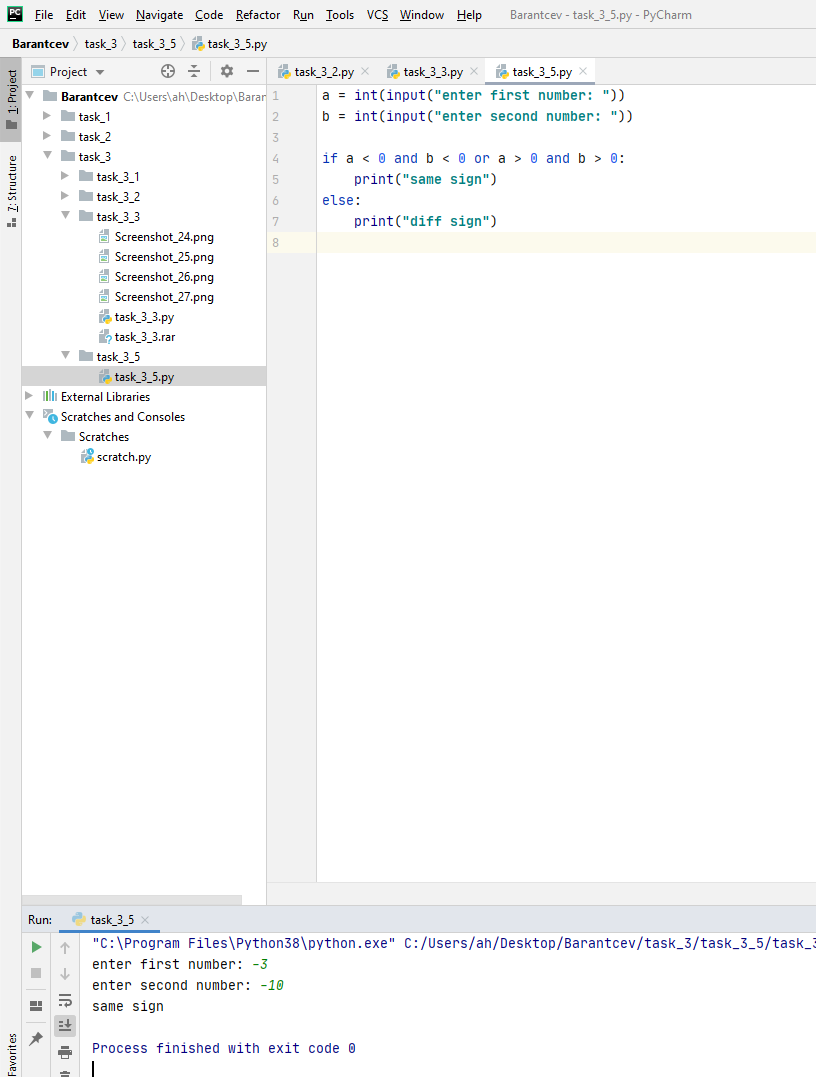 PC File Edit View Navigate Code Refactor Run Tools VCS Window Help Barantcev - task_3_5.py - PyCharm
Barantcev task_3 task_3_5 task_3_5.py
1: Project
7: Structure
Favorites
Project
Barantcev C:\Users\ah\Desktop\Barar
task_1
task_2
task_3
task_3_1
task_3_2
task_3_3
Screenshot_24.png
Screenshot_25.png
Screenshot_26.png
Screenshot_27.png
task_3_3.py
task_3_3.rar
task_3_5
task_3_5.py
External Libraries
Scratches and Consoles
Scratches
scratch.py
task_3_2.py task_3_3.py task_3_5.py
1 a = int(input("enter first number: "))
2 b = int(input("enter second number: "))
3
4 if a < 0 and b < 0 or a > 0 and b > 0:
5     print("same sign")
6 else:
7     print("diff sign")
8
Run: task_3_5
"C:\Program Files\Python38\python.exe" C:/Users/ah/Desktop/Barantcev/task_3/task_3_5/task_3
enter first number: -3
enter second number: -10
same sign
Process finished with exit code 0